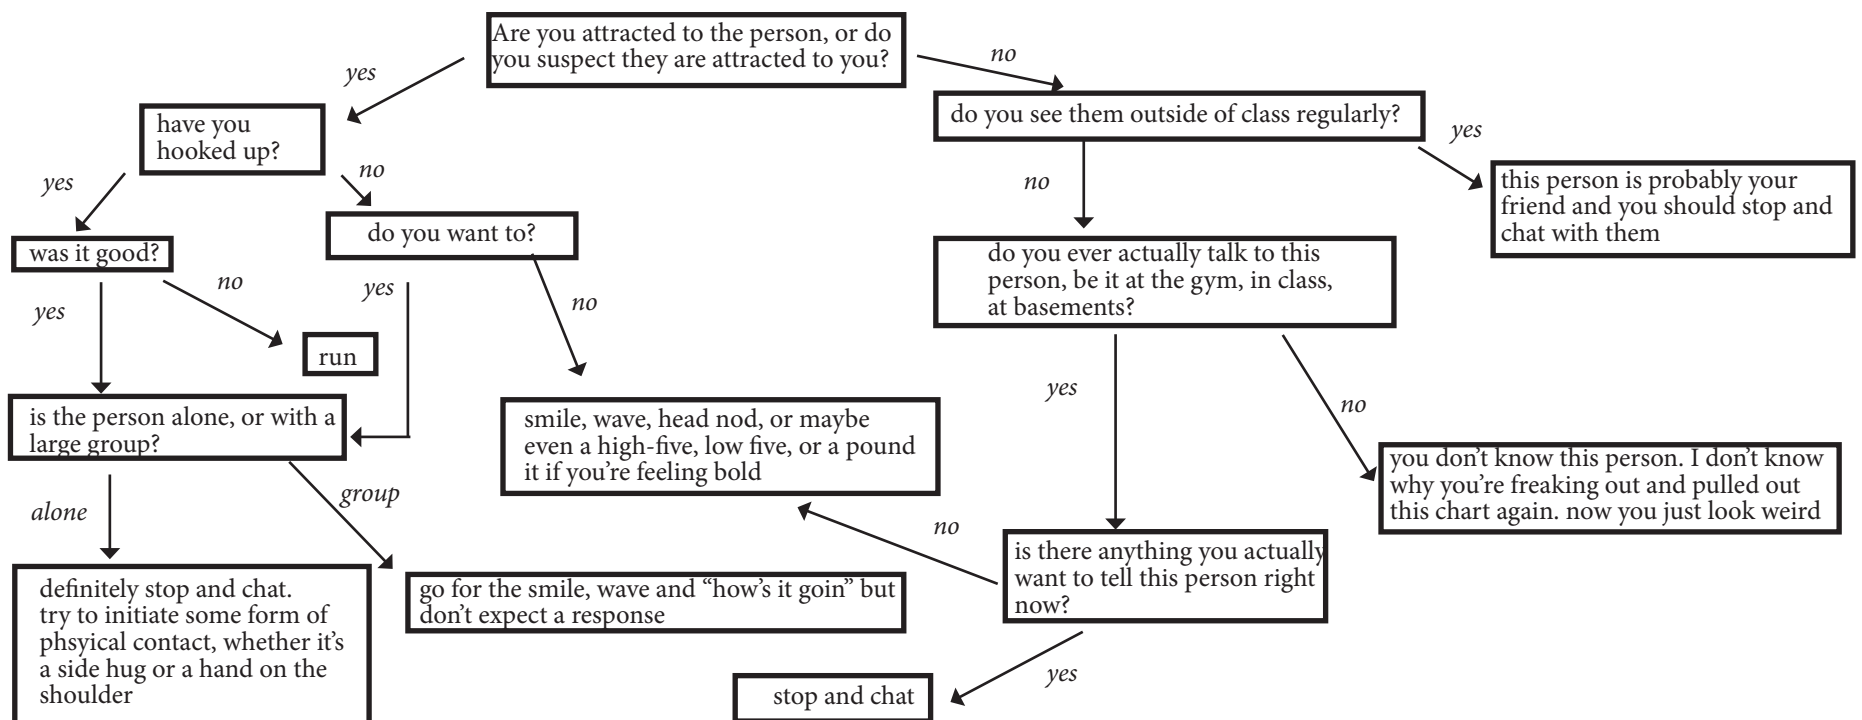 Are you attracted to the person, or do
you suspect they are attracted to you?
yes
no
have you
hooked up?
do you see them outside of class regularly?
yes
no
yes
no
this person is probably your
friend and you should stop and
chat with them
was it good?
do you want to?
do you ever actually talk to this
person, be it at the gym, in class,
at basements?
yes
no
yes
no
run
yes
no
is the person alone, or with a
large group?
smile, wave, head nod, or maybe
even a high-five, low five, or a pound
it if you're feeling bold
you don't know this person. I don't know
why you're freaking out and pulled out
this chart again. now you just look weird
alone
group
no
is there anything you actually
want to tell this person right
now?
definitely stop and chat.
try to initiate some form of
phsyical contact, whether it's
a side hug or a hand on the
shoulder
go for the smile, wave and “how's it goin” but
don't expect a response
yes
stop and chat